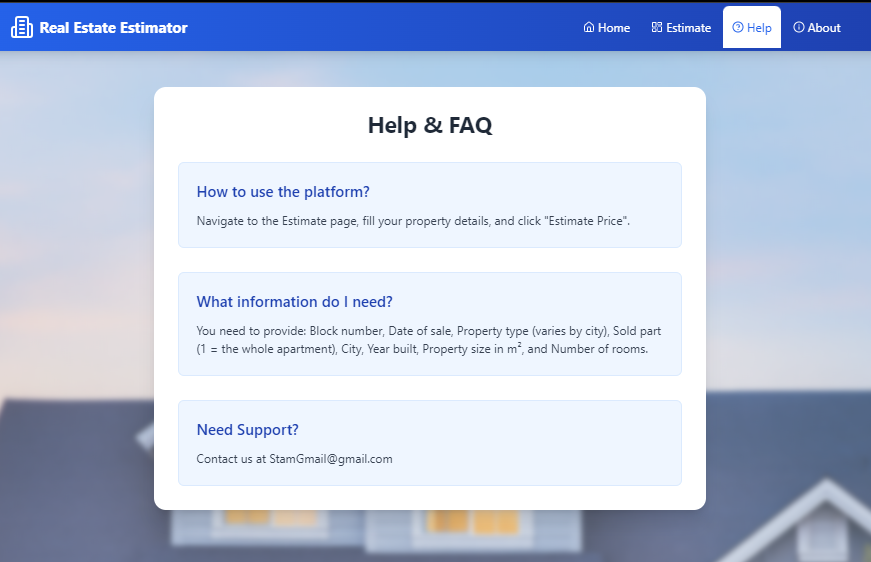 Real Estate Estimator
Home
Estimate
Help
About
Help & FAQ
How to use the platform?
Navigate to the Estimate page, fill your property details, and click "Estimate Price".
What information do I need?
You need to provide: Block number, Date of sale, Property type (varies by city), Sold part
(1 = the whole apartment), City, Year built, Property size in m², and Number of rooms.
Need Support?
Contact us at StamGmail@gmail.com